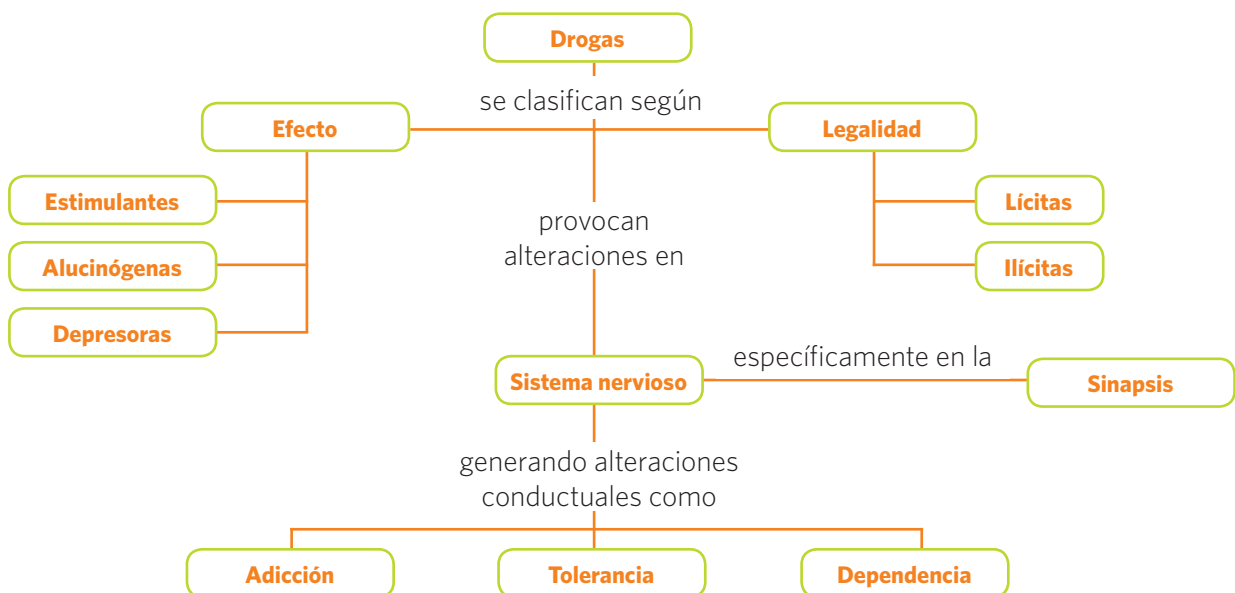 Drogas
se clasifican según
Efecto
Legalidad
Estimulantes
Lícitas
provocan
alteraciones en
Alucinógenas
Ilícitas
Depresoras
específicamente en la
Sistema nervioso
Sinapsis
generando alteraciones
conductuales como
Adicción
Tolerancia
Dependencia